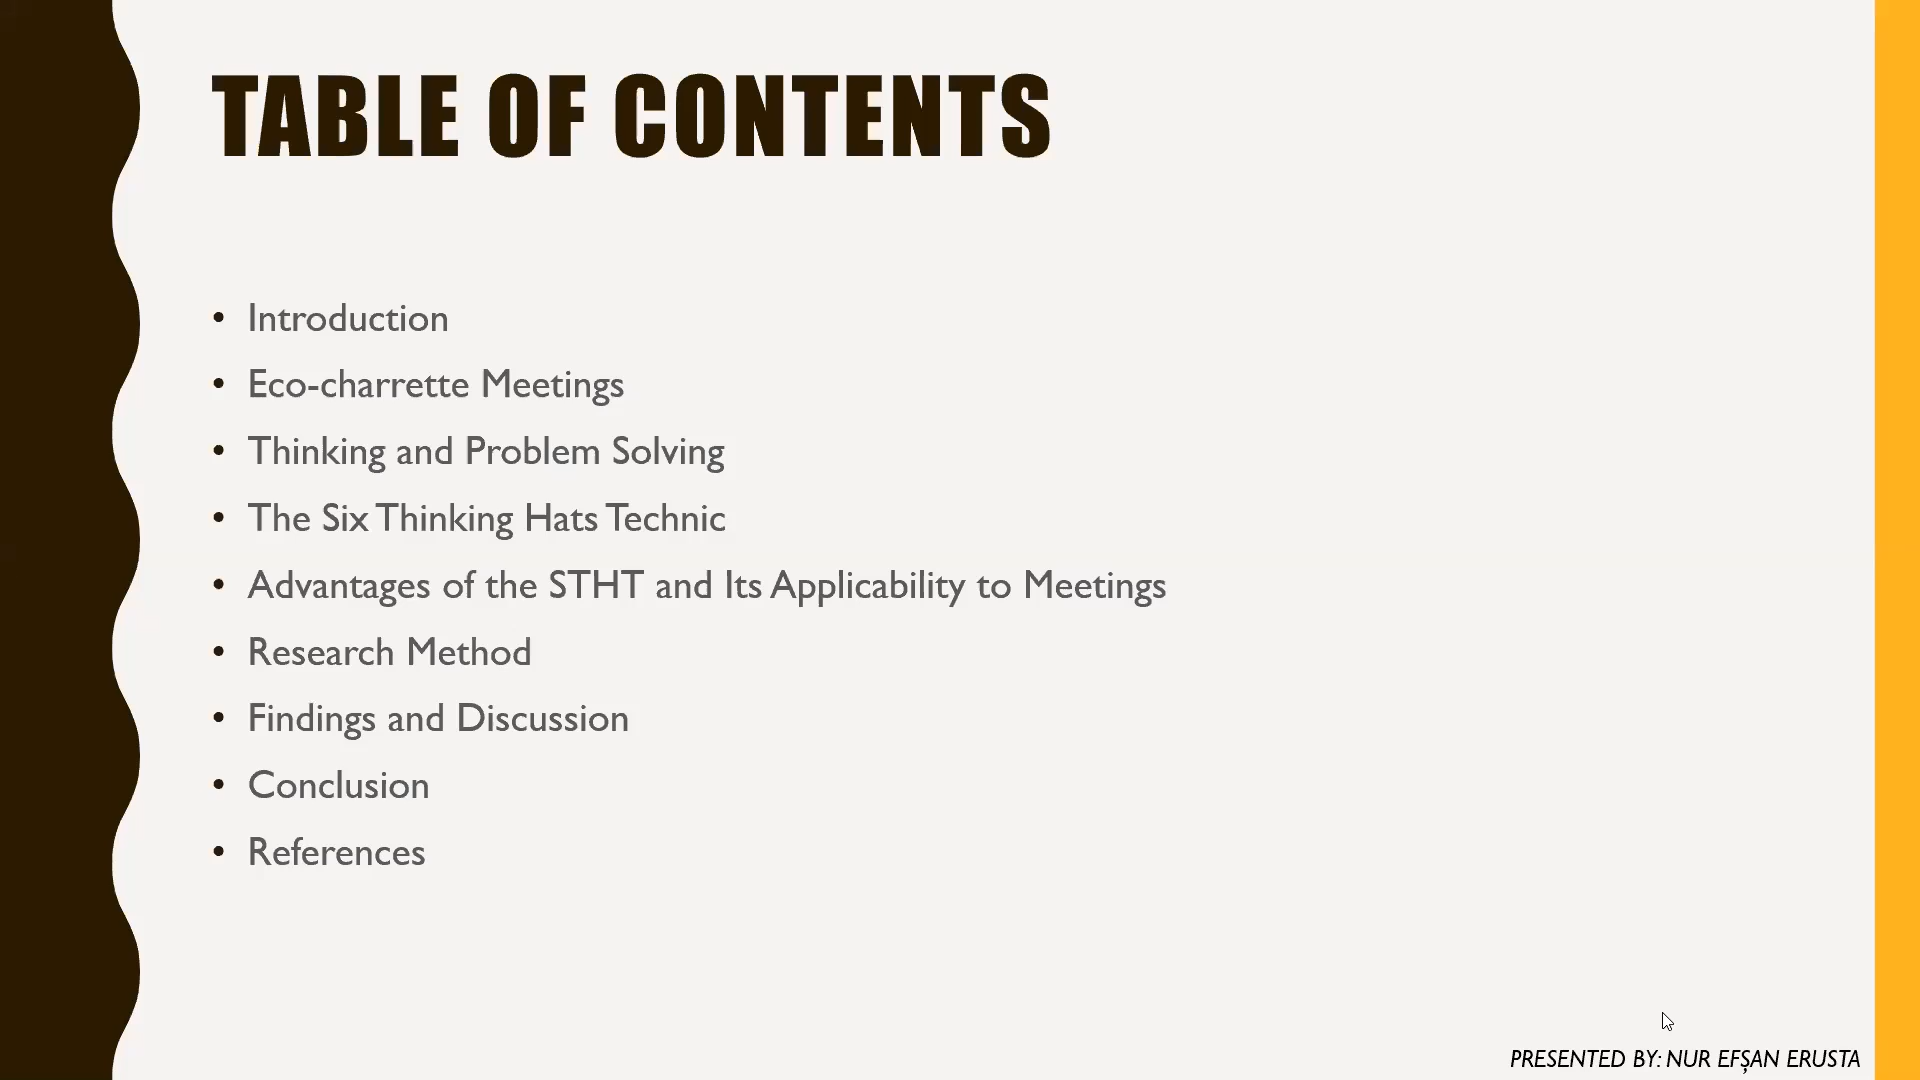 TABLE OF CONTENTS
• Introduction
• Eco-charrette Meetings
• Thinking and Problem Solving
• The Six Thinking Hats Technic
• Advantages of the STHT and Its Applicability to Meetings
• Research Method
• Findings and Discussion
• Conclusion
• References
PRESENTED BY: NUR EFŞAN ERUSTA